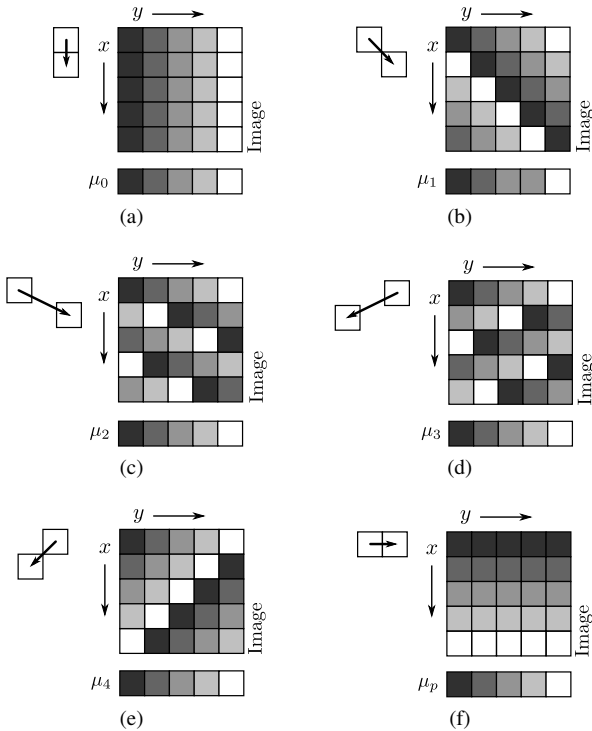 y
x
Image
μ0
(a)
y
x
Image
μ1
(b)
y
x
Image
μ2
(c)
y
x
Image
μ3
(d)
y
x
Image
μ4
(e)
y
x
Image
μp
(f)